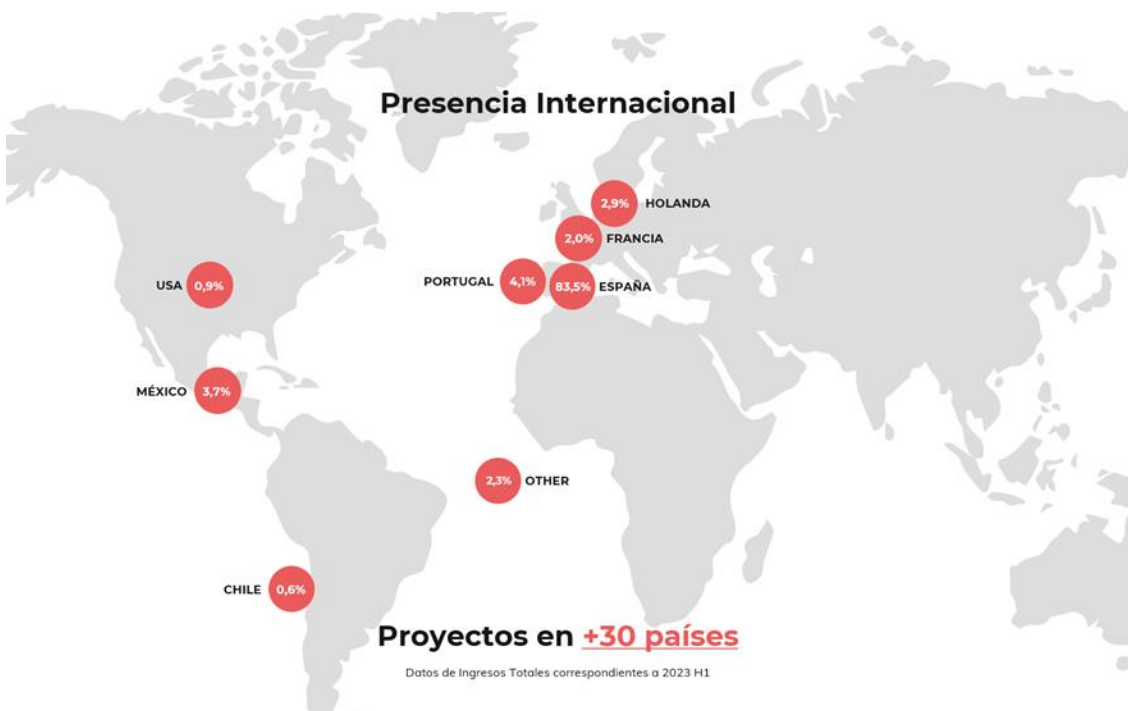 Presencia Internacional
2,9% HOLANDA
2,0% FRANCIA
PORTUGAL 4,1% 83,5% ESPAÑA
USA 0,9%
MÉXICO 3,7%
2,3% OTHER
CHILE 0,6%
Proyectos en +30 países
Datos de Ingresos Totales correspondientes a 2023 H1